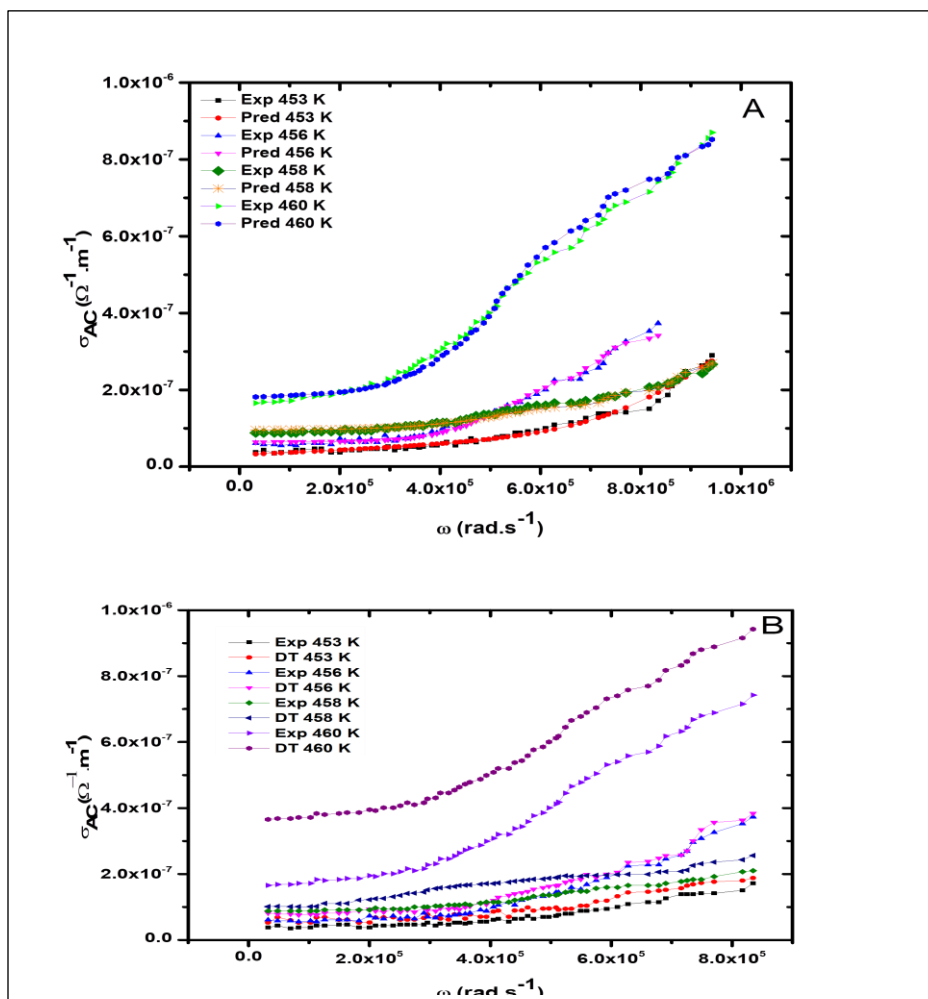 A
1.0x10⁻⁶
8.0x10⁻⁷
6.0x10⁻⁷
4.0x10⁻⁷
2.0x10⁻⁷
0.0
σAC (Ω⁻¹.m⁻¹)
Exp 453 K
Pred 453 K
Exp 456 K
Pred 456 K
Exp 458 K
Pred 458 K
Exp 460 K
Pred 460 K
0.0 2.0x10⁵ 4.0x10⁵ 6.0x10⁵ 8.0x10⁵ 1.0x10⁶
ω (rad.s⁻¹)
B
1.0x10⁻⁶
8.0x10⁻⁷
6.0x10⁻⁷
4.0x10⁻⁷
2.0x10⁻⁷
0.0
σAC(Ω⁻¹.m⁻¹)
Exp 453 K
DT 453 K
Exp 456 K
DT 456 K
Exp 458 K
DT 458 K
Exp 460 K
DT 460 K
0.0 2.0x10⁵ 4.0x10⁵ 6.0x10⁵ 8.0x10⁵
ω (rad.s⁻¹)